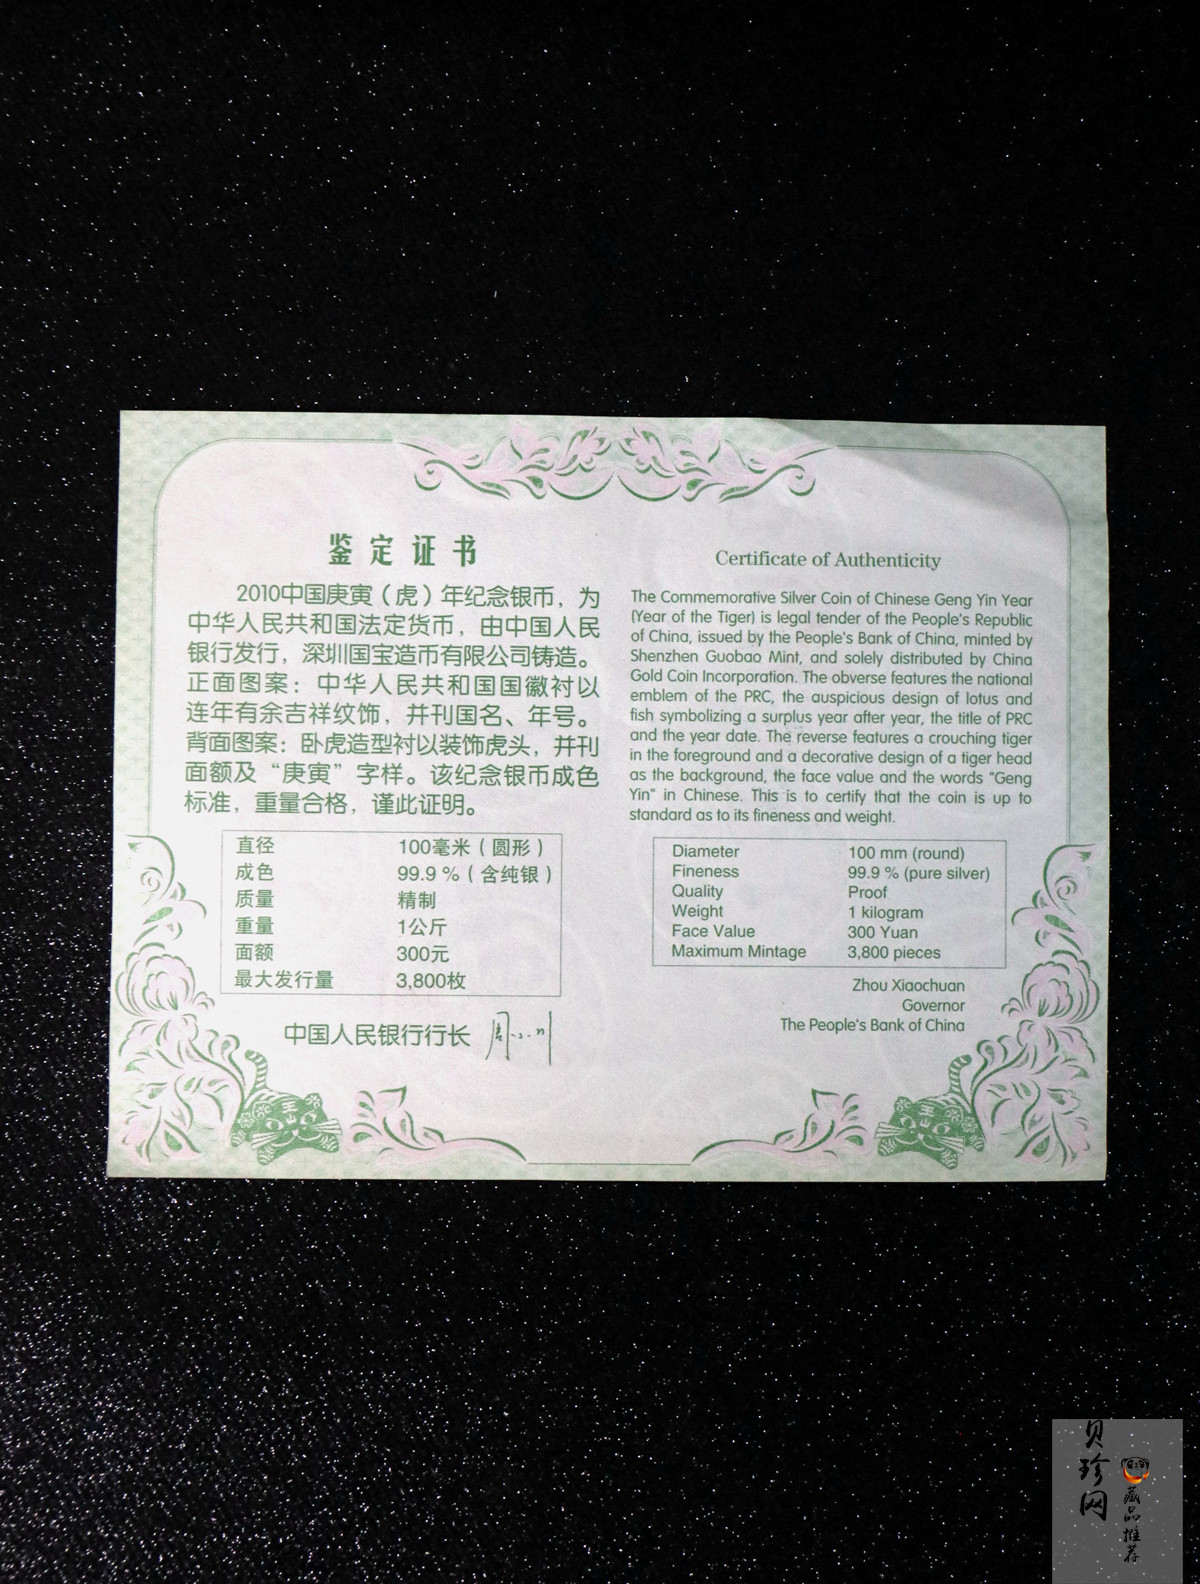 鉴定证书
2010中国庚寅（虎）年纪念银币，为
中华人民共和国法定货币，由中国人民
银行发行，深圳国宝造币有限公司铸造。
正面图案：中华人民共和国国徽衬以
连年有余吉祥纹饰，并刊国名、年号。
背面图案：卧虎造型衬以装饰虎头，并刊
面额及“庚寅”字样。该纪念银币成色
标准，重量合格，谨此证明。
直径 100毫米（圆形）
成色 99.9 %（含纯银）
质量 精制
重量 1公斤
面额 300元
最大发行量 3,800枚
中国人民银行行长 周小川
Certificate of Authenticity
The Commemorative Silver Coin of Chinese Geng Yin Year
(Year of the Tiger) is legal tender of the People's Republic
of China, issued by the People's Bank of China, minted by
Shenzhen Guobao Mint, and solely distributed by China
Gold Coin Incorporation. The obverse features the national
emblem of the PRC, the auspicious design of lotus and
fish symbolizing a surplus year after year, the title of PRC
and the year date. The reverse features a crouching tiger
in the foreground and a decorative design of a tiger head
as the background, the face value and the words "Geng
Yin" in Chinese. This is to certify that the coin is up to
standard as to its fineness and weight.
Diameter 100 mm (round)
Fineness 99.9 % (pure silver)
Quality Proof
Weight 1 kilogram
Face Value 300 Yuan
Maximum Mintage 3,800 pieces
Zhou Xiaochuan
Governor
The People's Bank of China
贝珍网
藏品推荐